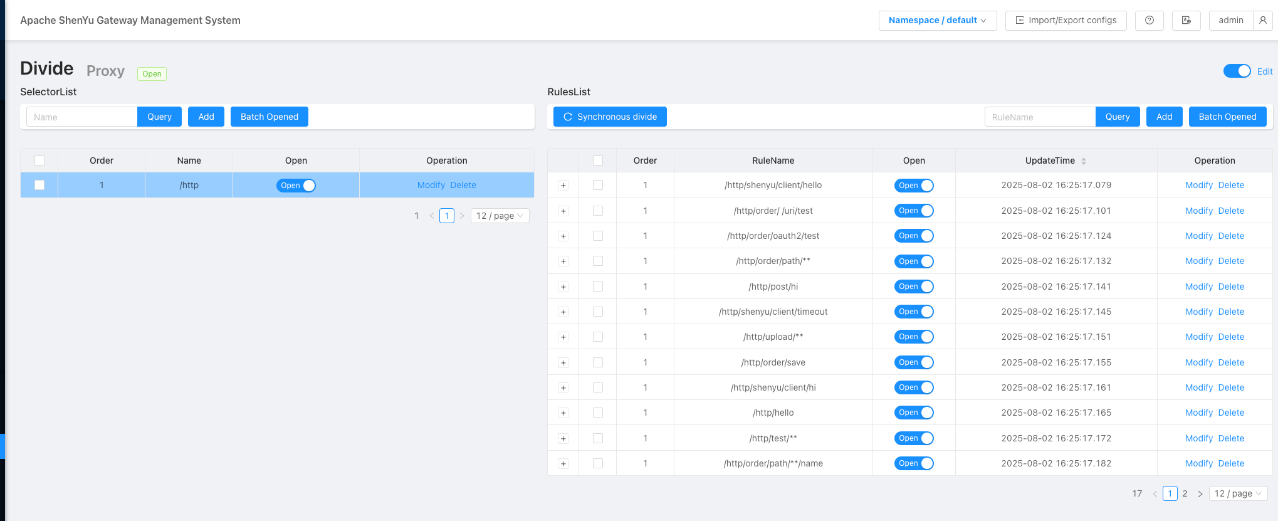 Apache ShenYu Gateway Management System Namespace / default Import/Export configs admin
Divide Proxy Open Edit
SelectorList
Name Query Add Batch Opened
Order Name Open Operation
1 /http Open Modify Delete
1 < 1 > 12 / page
RulesList
Synchronous divide RuleName Query Add Batch Opened
Order RuleName Open UpdateTime Operation
+ 1 /http/shenyu/client/hello Open 2025-08-02 16:25:17.079 Modify Delete
+ 1 /http/order/ /uri/test Open 2025-08-02 16:25:17.101 Modify Delete
+ 1 /http/order/oauth2/test Open 2025-08-02 16:25:17.124 Modify Delete
+ 1 /http/order/path/** Open 2025-08-02 16:25:17.132 Modify Delete
+ 1 /http/post/hi Open 2025-08-02 16:25:17.141 Modify Delete
+ 1 /http/shenyu/client/timeout Open 2025-08-02 16:25:17.145 Modify Delete
+ 1 /http/upload/** Open 2025-08-02 16:25:17.151 Modify Delete
+ 1 /http/order/save Open 2025-08-02 16:25:17.155 Modify Delete
+ 1 /http/shenyu/client/hi Open 2025-08-02 16:25:17.161 Modify Delete
+ 1 /http/hello Open 2025-08-02 16:25:17.165 Modify Delete
+ 1 /http/test/** Open 2025-08-02 16:25:17.172 Modify Delete
+ 1 /http/order/path/**/name Open 2025-08-02 16:25:17.182 Modify Delete
17 < 1 2 > 12 / page